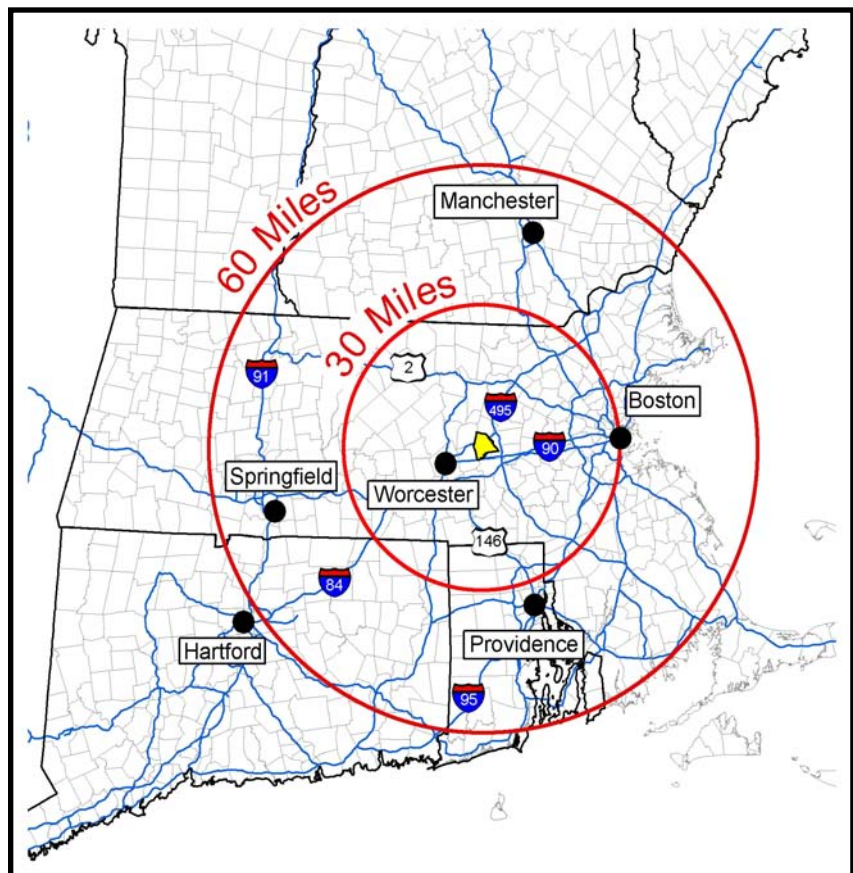 Manchester
60 Miles
30 Miles
2
91
495
Boston
90
Springfield
Worcester
146
84
Hartford
Providence
95